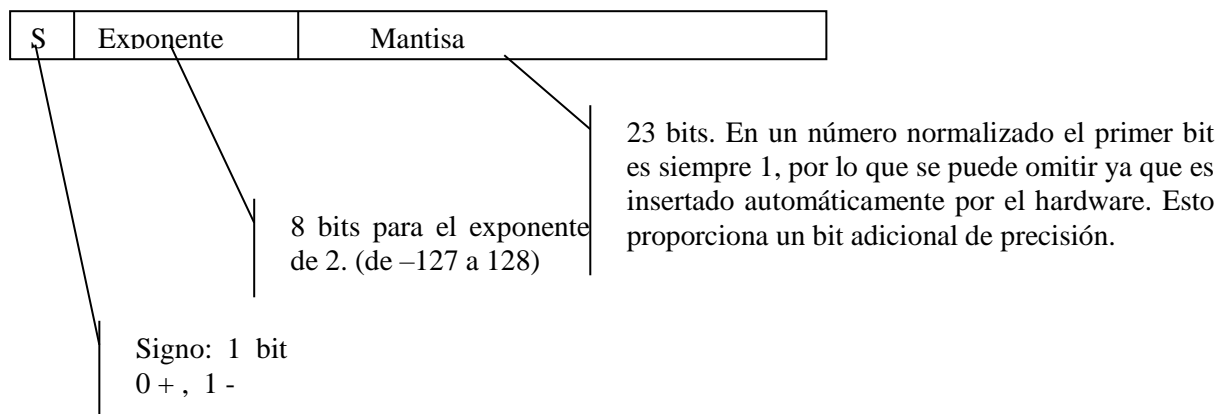 S Exponente Mantisa
23 bits. En un número normalizado el primer bit
es siempre 1, por lo que se puede omitir ya que es
insertado automáticamente por el hardware. Esto
proporciona un bit adicional de precisión.
8 bits para el exponente
de 2. (de –127 a 128)
Signo: 1 bit
0 + , 1 -